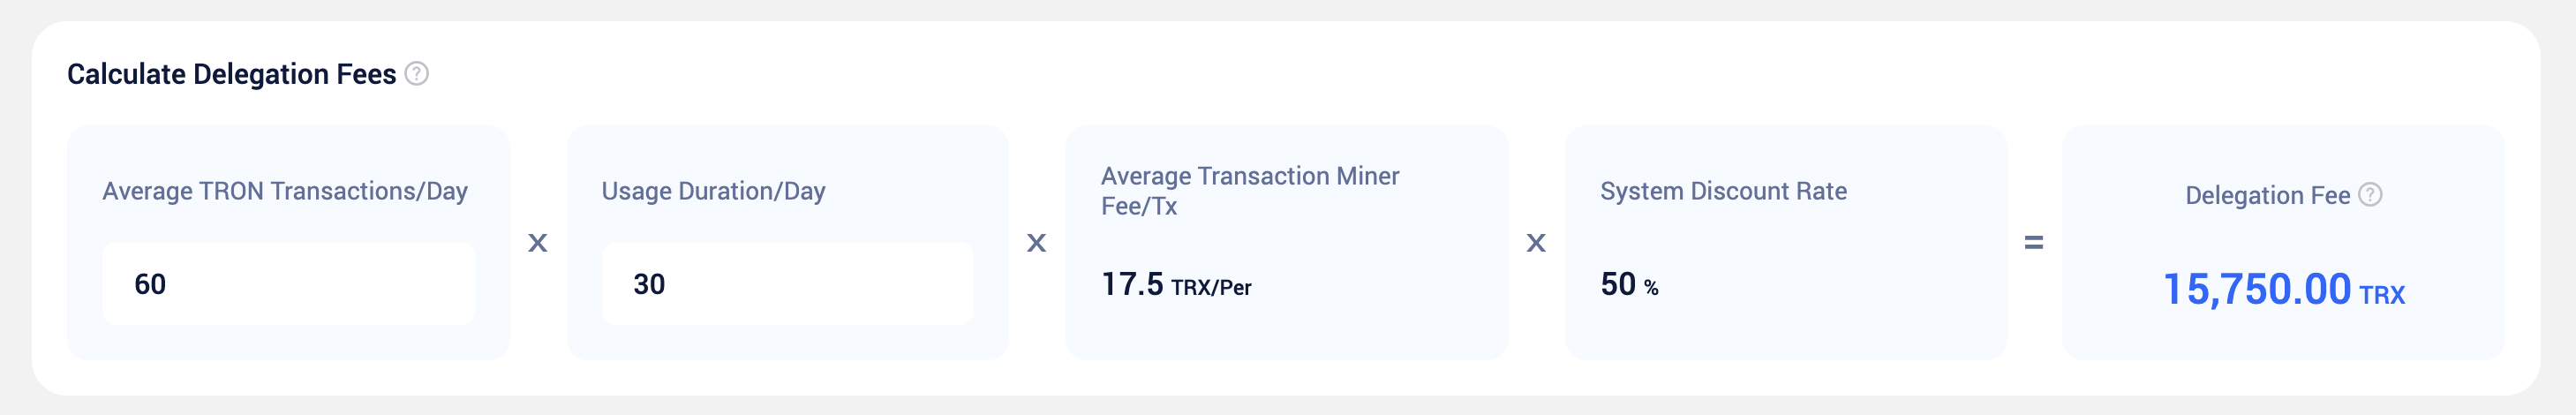 Calculate Delegation Fees ?
Average TRON Transactions/Day
60
x
Usage Duration/Day
30
x
Average Transaction Miner
Fee/Tx
17.5 TRX/Per
x
System Discount Rate
50 %
=
Delegation Fee ?
15,750.00 TRX